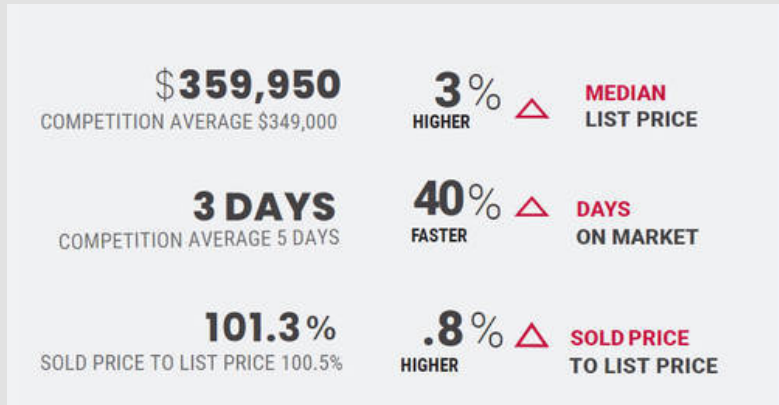 $359,950 3% MEDIAN
COMPETITION AVERAGE $349,000 HIGHER LIST PRICE
3 DAYS 40% DAYS
COMPETITION AVERAGE 5 DAYS FASTER ON MARKET
101.3% .8% SOLD PRICE
SOLD PRICE TO LIST PRICE 100.5% HIGHER TO LIST PRICE